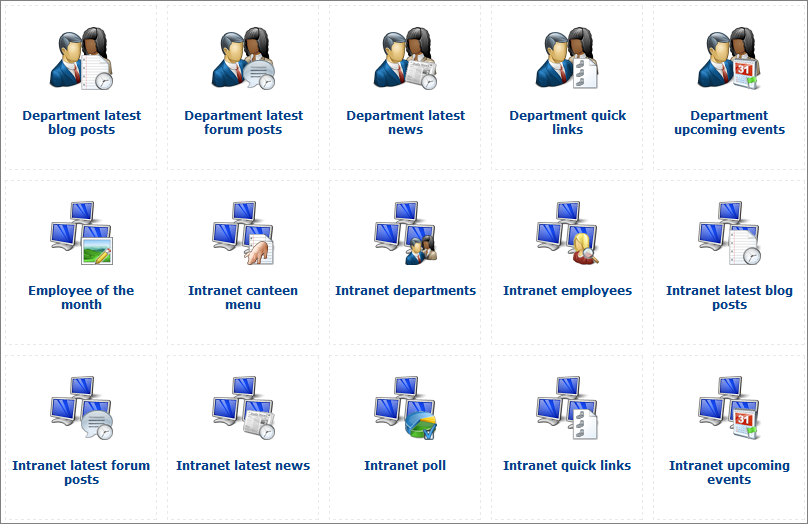 Department latest
blog posts
Department latest
forum posts
Department latest
news
Department quick
links
31
Department
upcoming events
Employee of the
month
Intranet canteen
menu
Intranet departments
Intranet employees
Intranet latest blog
posts
Intranet latest forum
posts
Intranet latest news
Intranet poll
Intranet quick links
31
Intranet upcoming
events